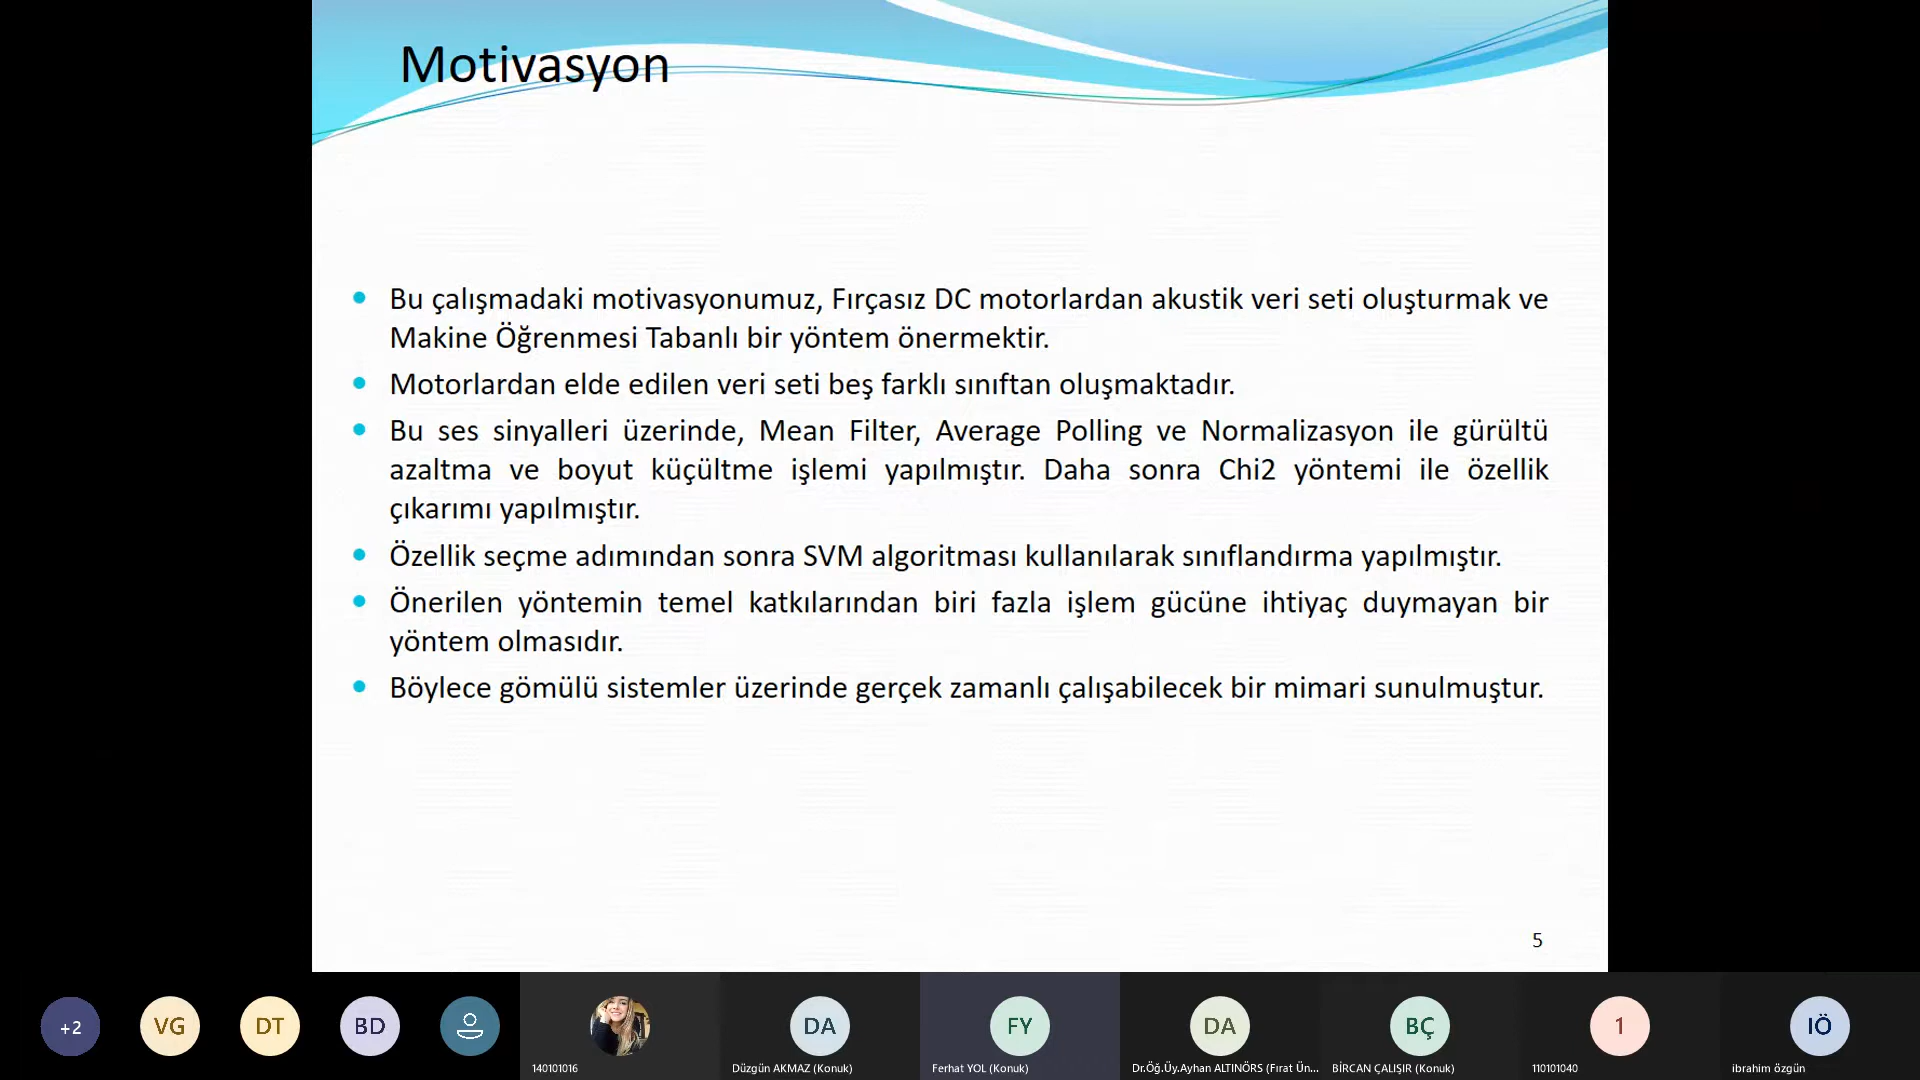 Motivasyon
Bu çalışmadaki motivasyonumuz, Fırçasız DC motorlardan akustik veri seti oluşturmak ve
Makine Öğrenmesi Tabanlı bir yöntem önermektir.
Motorlardan elde edilen veri seti beş farklı sınıftan oluşmaktadır.
Bu ses sinyalleri üzerinde, Mean Filter, Average Polling ve Normalizasyon ile gürültü
azaltma ve boyut küçültme işlemi yapılmıştır. Daha sonra Chi2 yöntemi ile özellik
çıkarımı yapılmıştır.
Özellik seçme adımından sonra SVM algoritması kullanılarak sınıflandırma yapılmıştır.
Önerilen yöntemin temel katkılarından biri fazla işlem gücüne ihtiyaç duymayan bir
yöntem olmasıdır.
Böylece gömülü sistemler üzerinde gerçek zamanlı çalışabilecek bir mimari sunulmuştur.
5
+2 VG DT BD DA FY DA BÇ 1 IÖ
140101016 Düzgün AKMAZ (Konuk) Ferhat YOL (Konuk) Dr.Öğ.Üy.Ayhan ALTINÖRS (Fırat Ün... BİRCAN ÇALIŞIR (Konuk) 110101040 ibrahim özgün